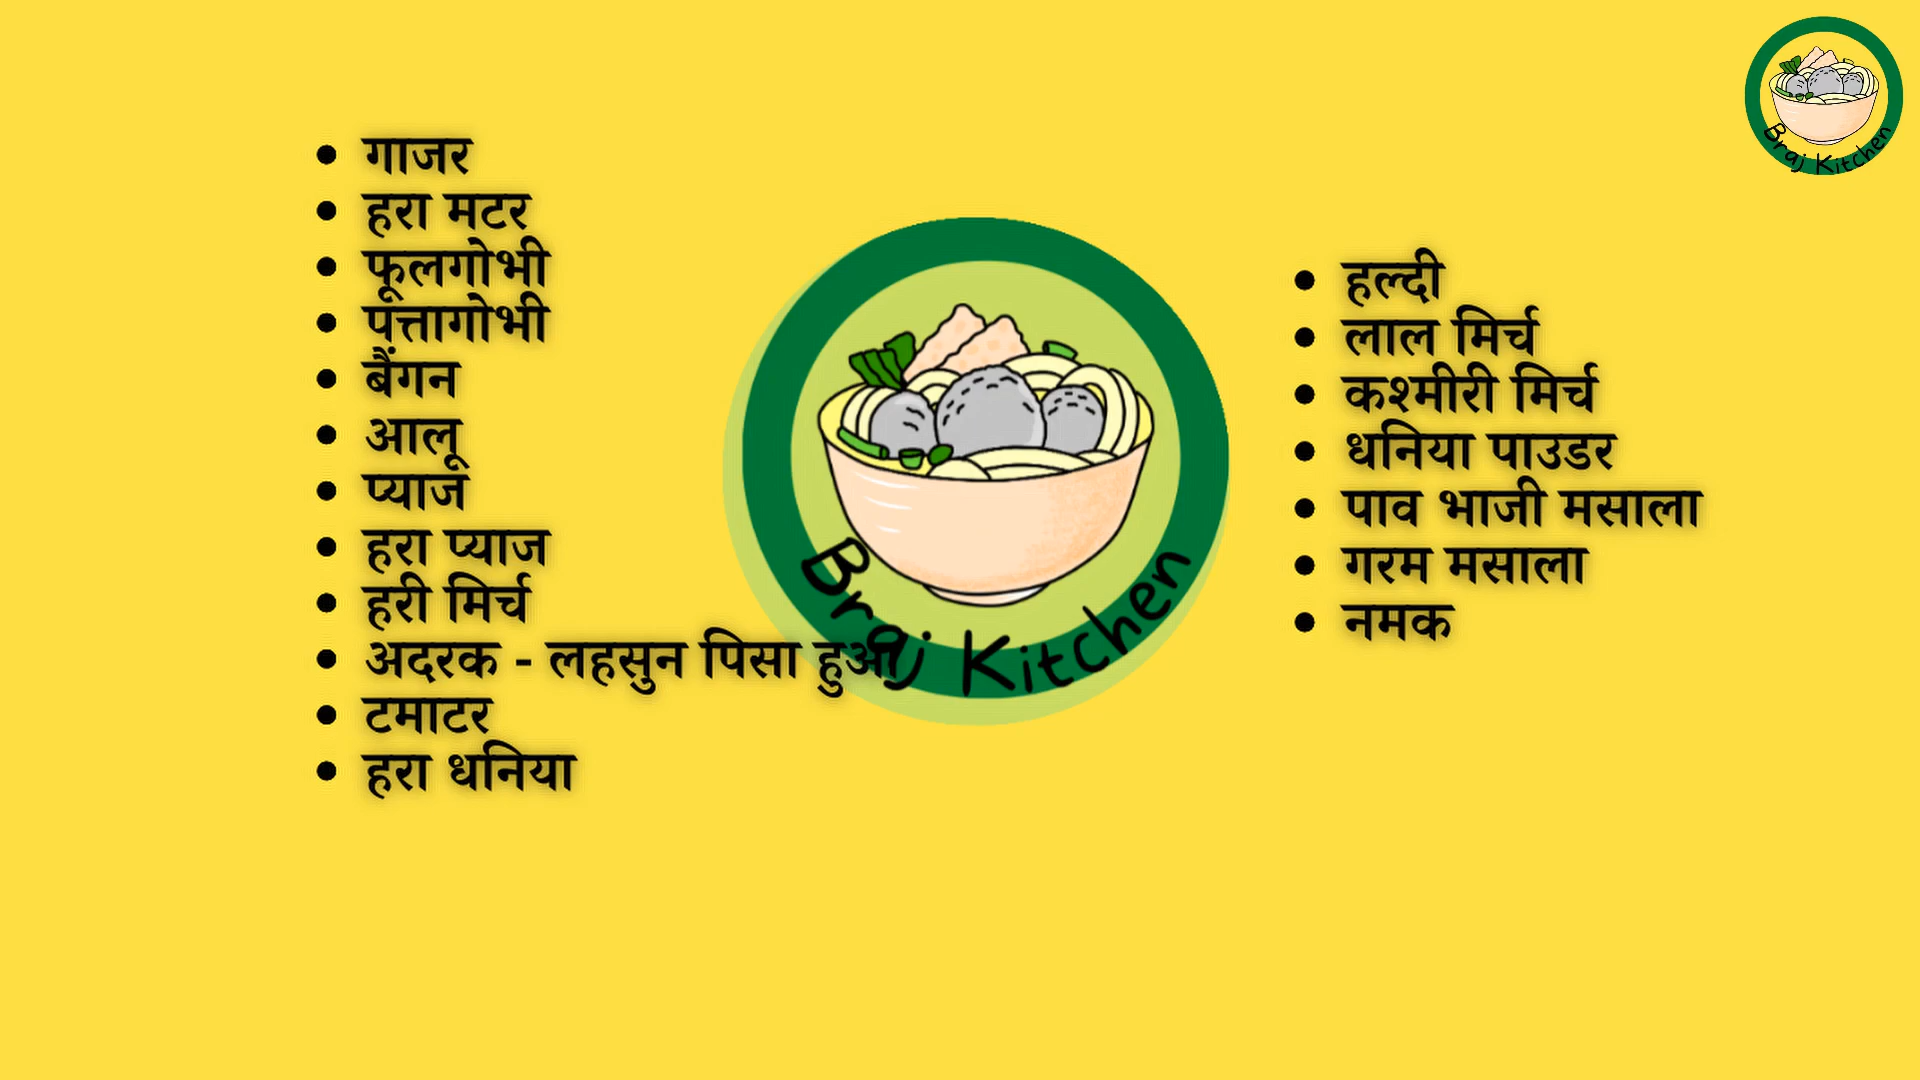 गाजर
हरा मटर
फूलगोभी
पत्तागोभी
बैंगन
आलू
प्याज
हरा प्याज
हरी मिर्च
अदरक - लहसुन पिसा हुआ
टमाटर
हरा धनिया
Braj Kitchen
हल्दी
लाल मिर्च
कश्मीरी मिर्च
धनिया पाउडर
पाव भाजी मसाला
गरम मसाला
नमक
Braj Kitchen